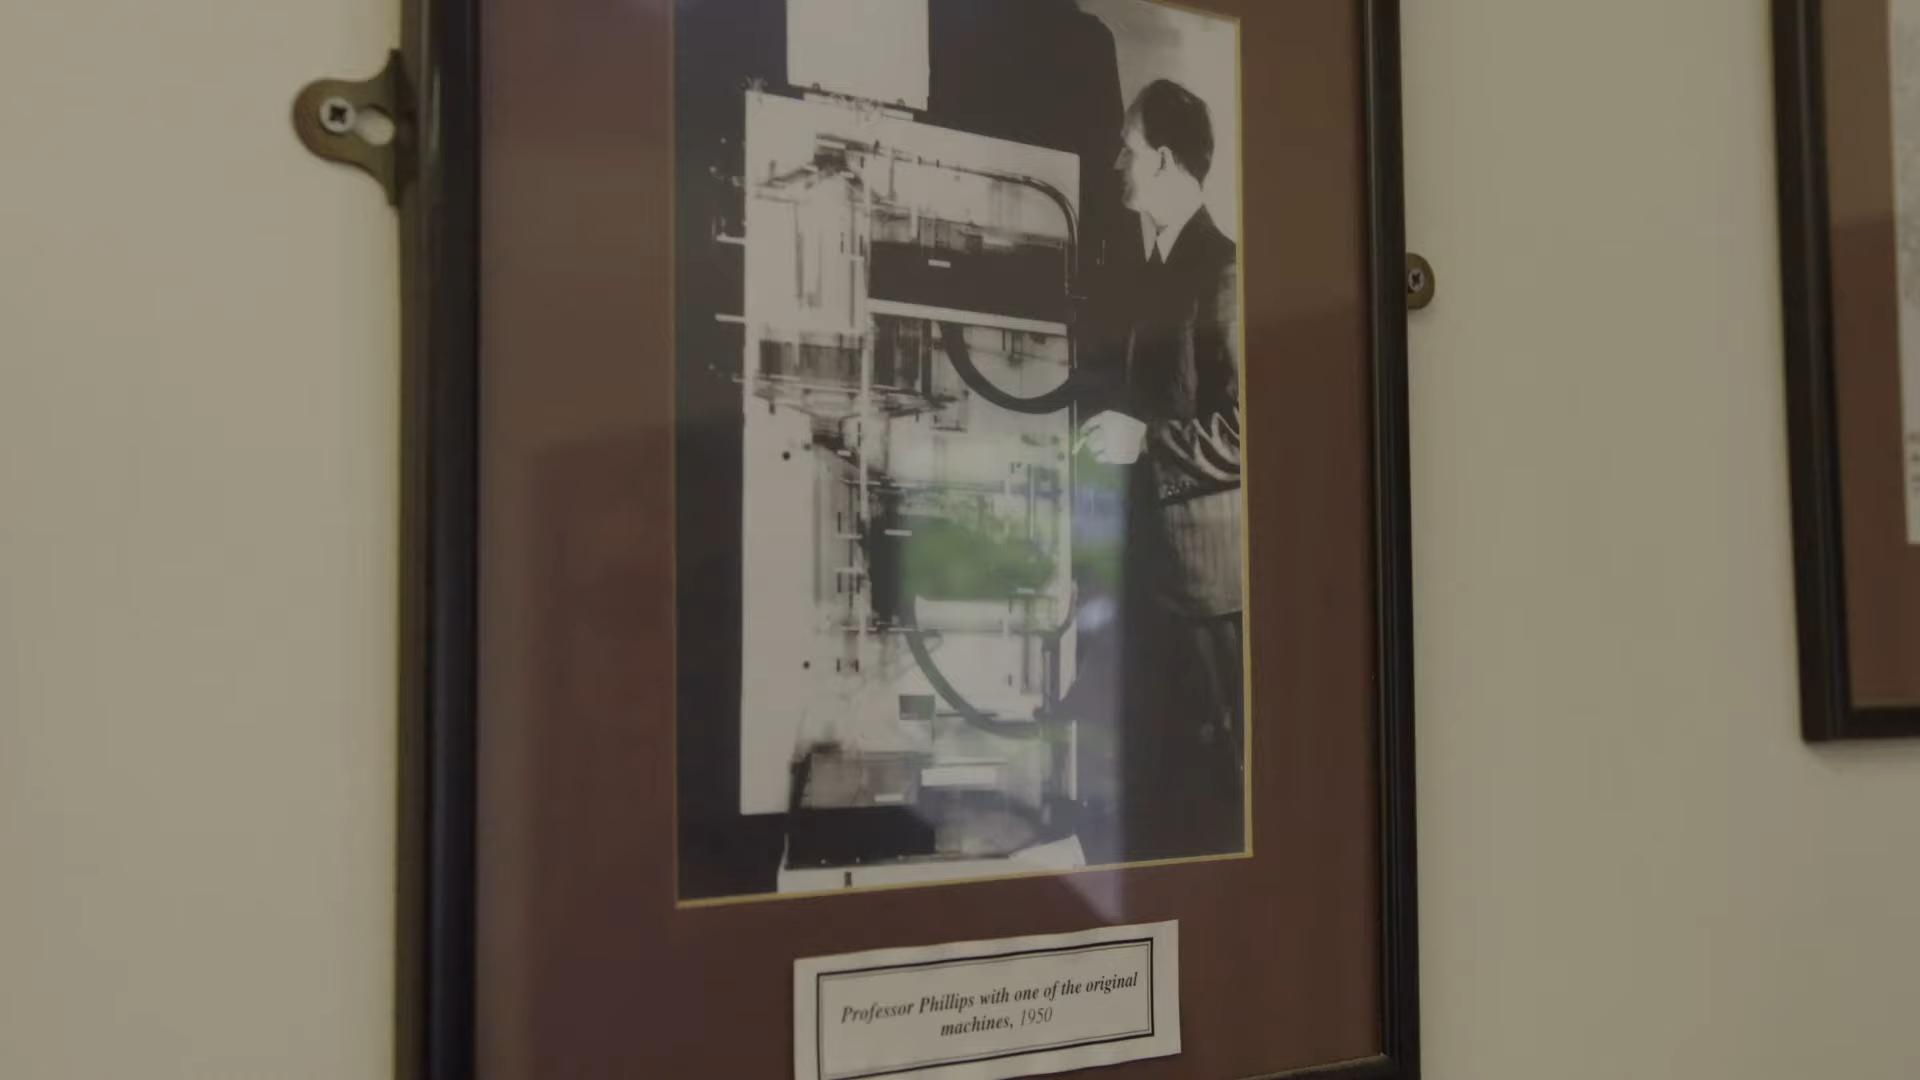 Professor Phillips with one of the original
machines, 1950